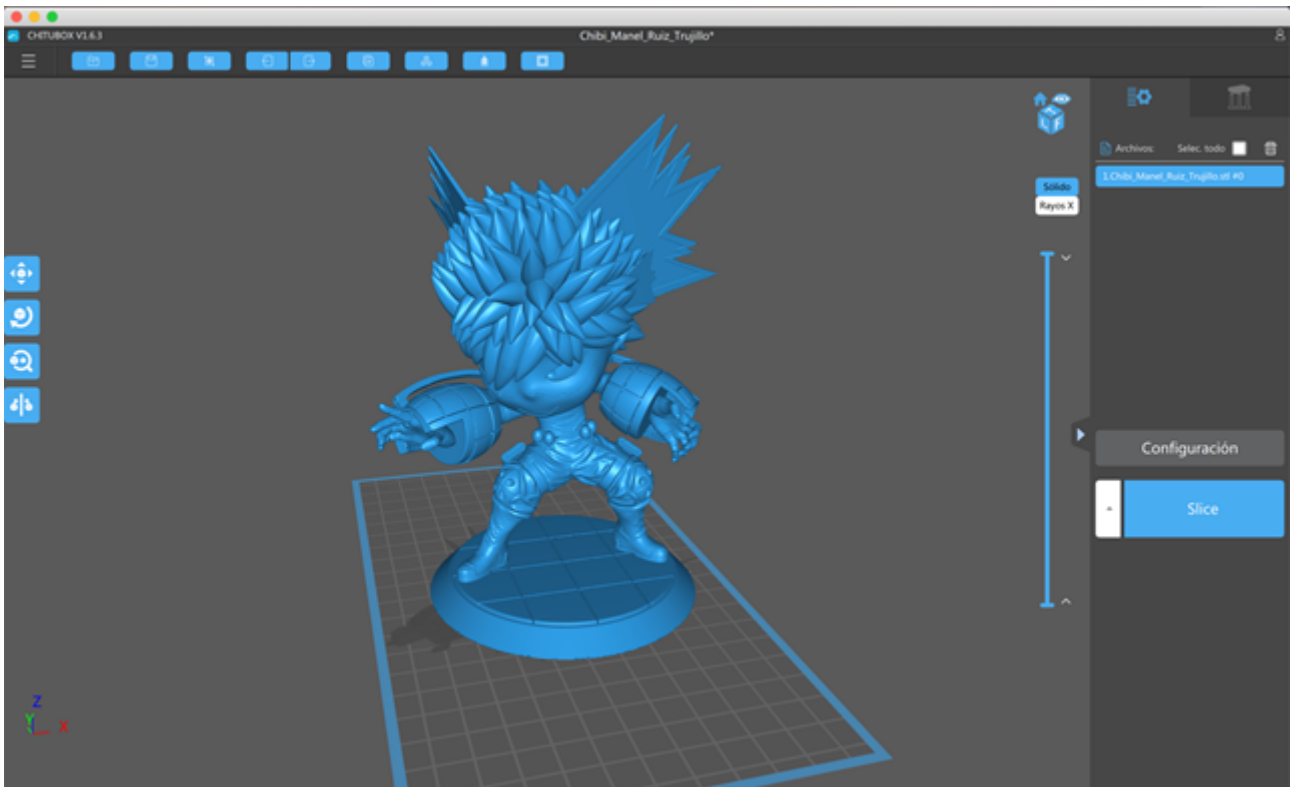 CHITUBOX V1.6.3
Chibi_Manel_Ruiz_Trujillo*
Archivos:
Selec. todo
1.Chibi_Manel_Ruiz_Trujillo.stl #0
L F
Sólido
Rayos X
Configuración
Slice
Z
Y
X